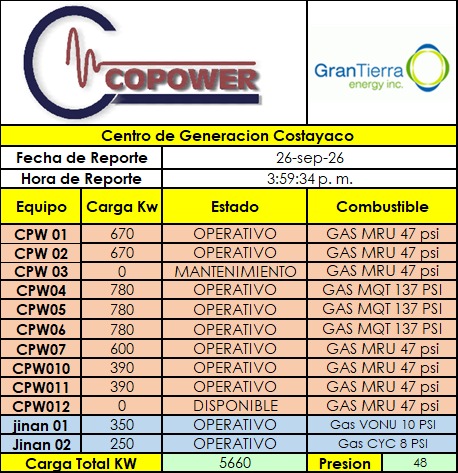 COPOWER
GranTierra
energy inc.
Centro de Generacion Costayaco
Fecha de Reporte 26-sep-26
Hora de Reporte 3:59:34 p. m.
Equipo Carga Kw Estado Combustible
CPW 01 670 OPERATIVO GAS MRU 47 psi
CPW 02 670 OPERATIVO GAS MRU 47 psi
CPW 03 0 MANTENIMIENTO GAS MRU 47 psi
CPW04 780 OPERATIVO GAS MQT 137 PSI
CPW05 780 OPERATIVO GAS MQT 137 PSI
CPW06 780 OPERATIVO GAS MQT 137 PSI
CPW07 600 OPERATIVO GAS MRU 47 psi
CPW010 390 OPERATIVO GAS MRU 47 psi
CPW011 390 OPERATIVO GAS MRU 47 psi
CPW012 0 DISPONIBLE GAS MRU 47 psi
jinan 01 350 OPERATIVO Gas VONU 10 PSI
Jinan 02 250 OPERATIVO Gas CYC 8 PSI
Carga Total KW 5660 Presion 48